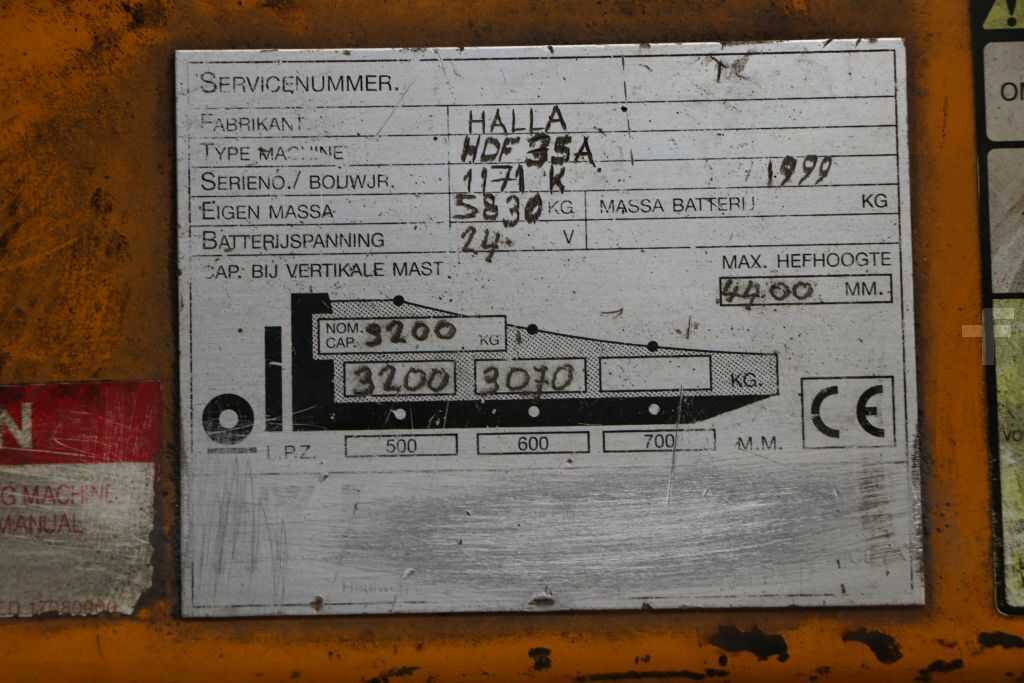 SERVICENUMMER.
FABRIKANT HALLA
TYPE MACHINE HDF 35A
SERIENO./ BOUWJR. 1171 K 1999
EIGEN MASSA 5830 KG MASSA BATTERIJ KG
BATTERIJSPANNING 24 V
CAP. BIJ VERTIKALE MAST
MAX. HEFHOOGTE
4400 MM.
NOM. CAP. 3200 KG
3200 3070 KG.
L.P.Z. 500 600 700 M.M.
CE
N
G MACHINE
MANUAL
ON